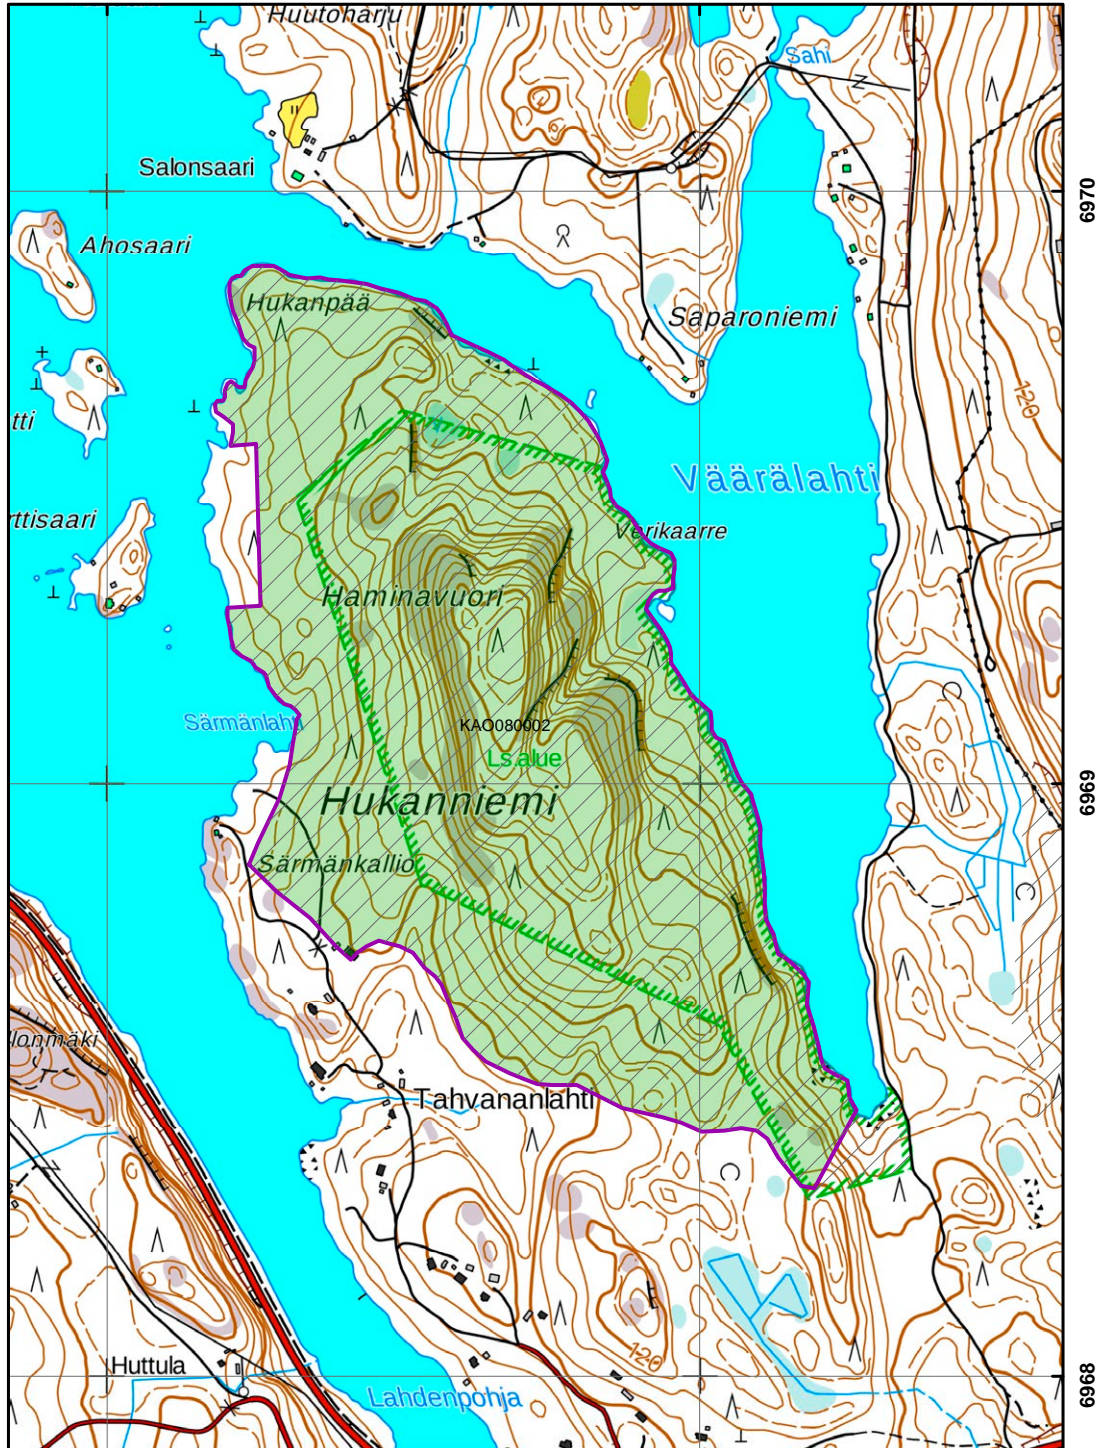 Huutoharju
Sahi
Salonsaari
6970
Ahosaari
Hukanpää
Saparoniemi
120
tti
Väärälahti
rttisaari
Verikaarre
Haminavuori
Särmänlahti
KAO080002
Ls.alue
Hukanniemi
6969
Särmänkallio
lonmäki
Tahvananlahti
120
Huttula
Lahdenpohja
6968